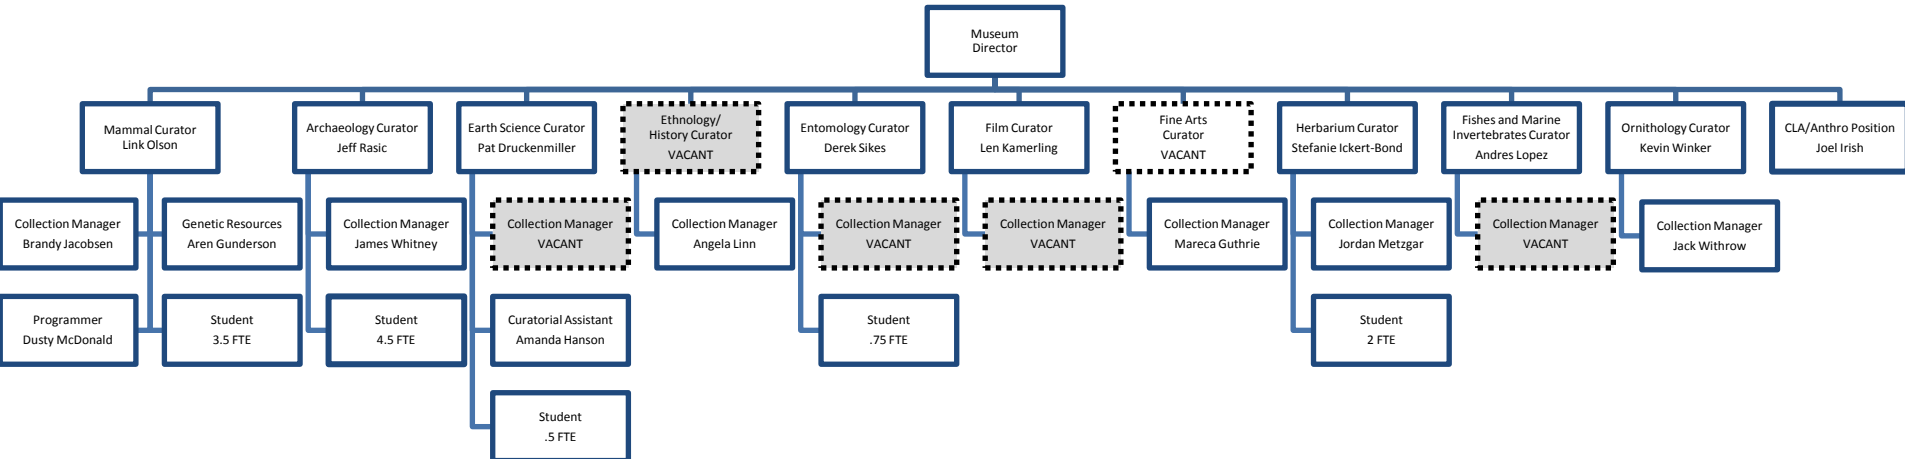 Museum
Director
Mammal Curator
Link Olson
Archaeology Curator
Jeff Rasic
Earth Science Curator
Pat Druckenmiller
Ethnology/
History Curator
VACANT
Entomology Curator
Derek Sikes
Film Curator
Len Kamerling
Fine Arts
Curator
VACANT
Herbarium Curator
Stefanie Ickert-Bond
Fishes and Marine
Invertebrates Curator
Andres Lopez
Ornithology Curator
Kevin Winker
CLA/Anthro Position
Joel Irish
Collection Manager
Brandy Jacobsen
Genetic Resources
Aren Gunderson
Collection Manager
James Whitney
Collection Manager
VACANT
Collection Manager
Angela Linn
Collection Manager
VACANT
Collection Manager
VACANT
Collection Manager
Mareca Guthrie
Collection Manager
Jordan Metzgar
Collection Manager
VACANT
Collection Manager
Jack Withrow
Programmer
Dusty McDonald
Student
3.5 FTE
Student
4.5 FTE
Curatorial Assistant
Amanda Hanson
Student
.75 FTE
Student
2 FTE
Student
.5 FTE